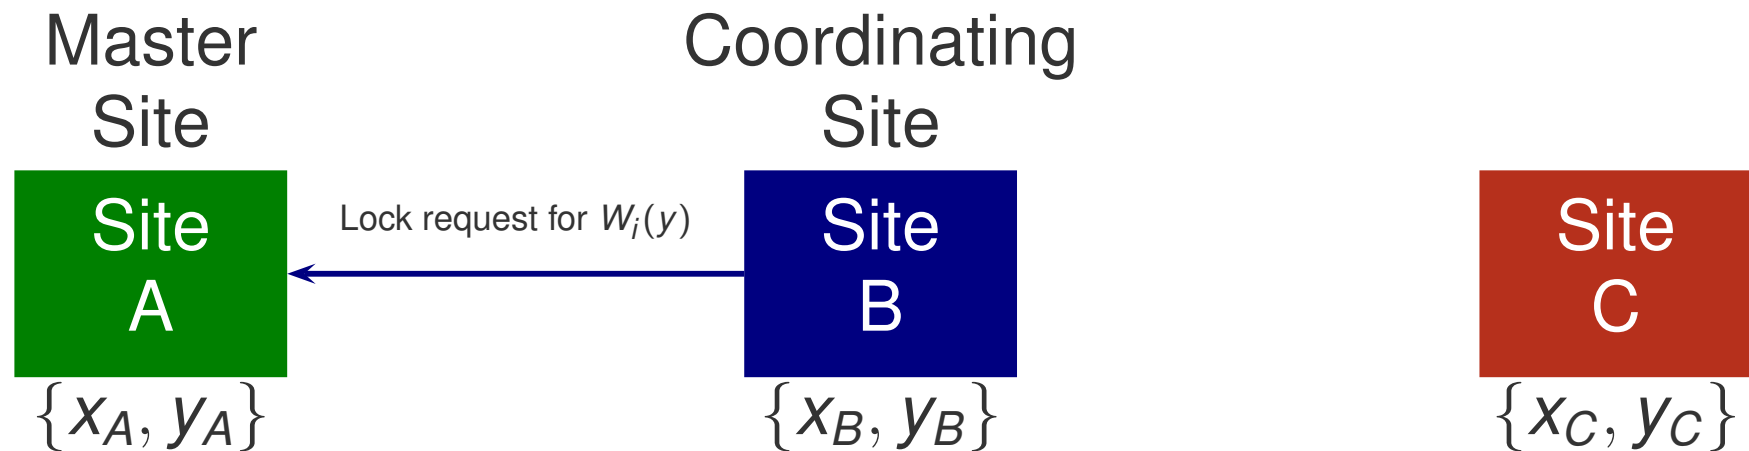 Master
Site
Coordinating
Site
Site
A
Lock request for W_i(y)
Site
B
Site
C
{x_A, y_A}
{x_B, y_B}
{x_C, y_C}